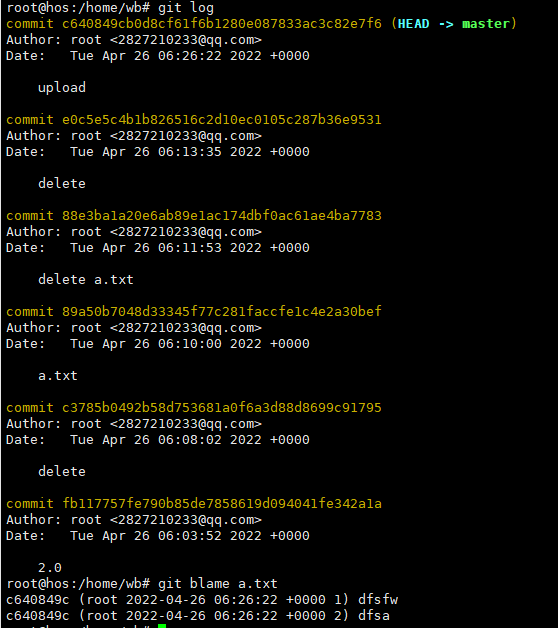 root@hos:/home/wb# git log
commit c640849cb0d8cf61f6b1280e087833ac3c82e7f6 (HEAD -> master)
Author: root <2827210233@qq.com>
Date:   Tue Apr 26 06:26:22 2022 +0000
upload
commit e0c5e5c4b1b826516c2d10ec0105c287b36e9531
Author: root <2827210233@qq.com>
Date:   Tue Apr 26 06:13:35 2022 +0000
delete
commit 88e3ba1a20e6ab89e1ac174dbf0ac61ae4ba7783
Author: root <2827210233@qq.com>
Date:   Tue Apr 26 06:11:53 2022 +0000
delete a.txt
commit 89a50b7048d33345f77c281faccfe1c4e2a30bef
Author: root <2827210233@qq.com>
Date:   Tue Apr 26 06:10:00 2022 +0000
a.txt
commit c3785b0492b58d753681a0f6a3d88d8699c91795
Author: root <2827210233@qq.com>
Date:   Tue Apr 26 06:08:02 2022 +0000
delete
commit fb117757fe790b85de7858619d094041fe342a1a
Author: root <2827210233@qq.com>
Date:   Tue Apr 26 06:03:52 2022 +0000
2.0
root@hos:/home/wb# git blame a.txt
c640849c (root 2022-04-26 06:26:22 +0000 1) dfsfw
c640849c (root 2022-04-26 06:26:22 +0000 2) dfsa